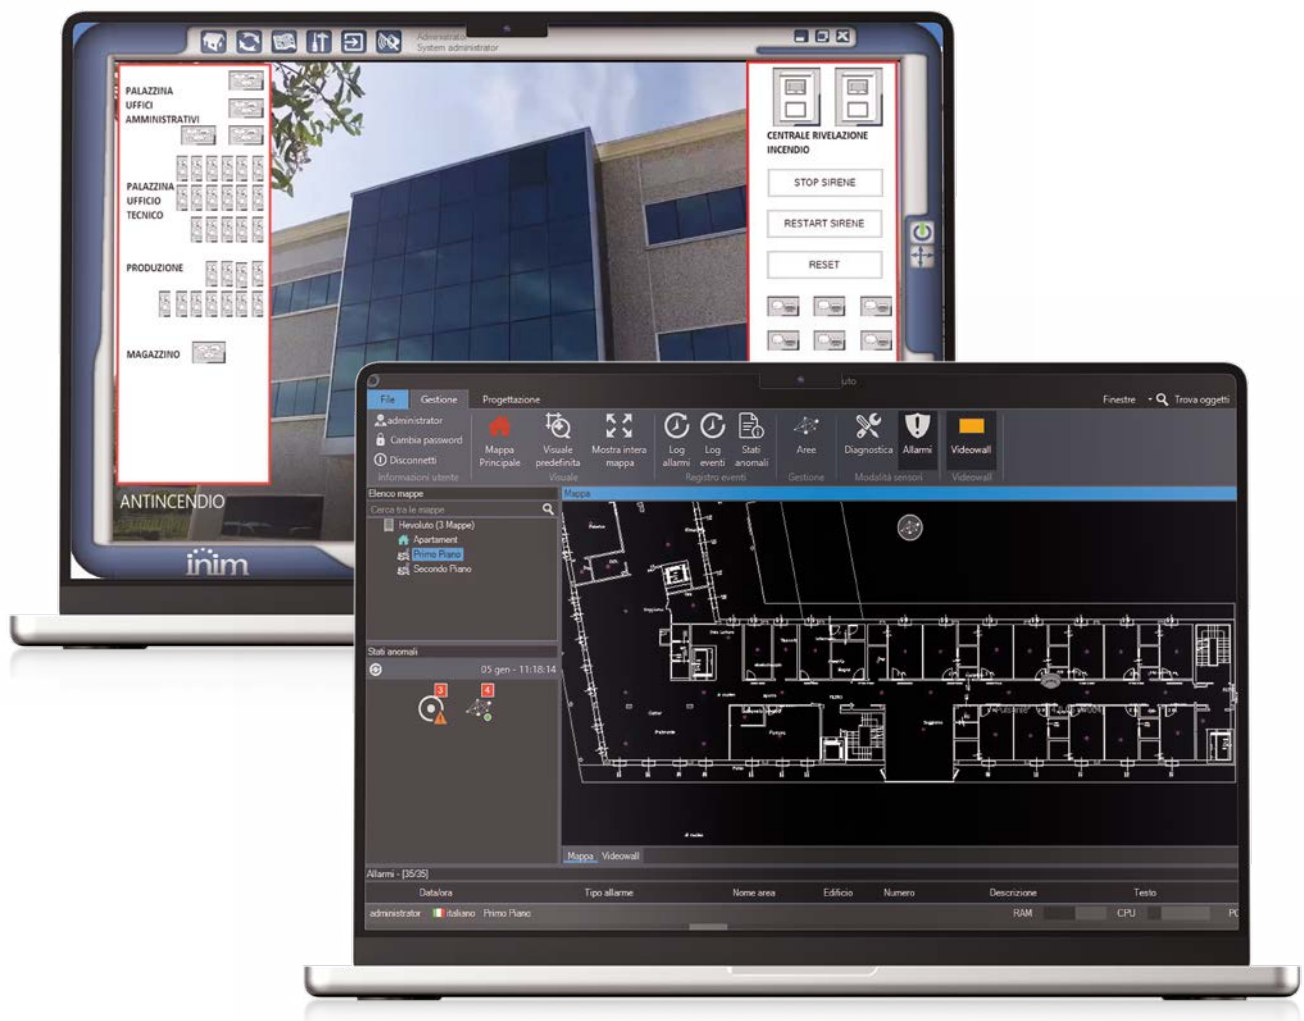 Administrator
System administrator
PALAZZINA
UFFICI
AMMINISTRATIVI
PALAZZINA
UFFICIO
TECNICO
PRODUZIONE
MAGAZZINO
ANTINCENDIO
inim
CENTRALE RIVELAZIONE
INCENDIO
STOP SIRENE
RESTART SIRENE
RESET
uto
File Gestione Progettazione Finestre Trova oggetti
administrator
Cambia password
Disconnetti
Informazioni utente
Mappa
Principale
Visuale
predefinita
Mostra intera
mappa
Visuale
Log
allarmi
Log
eventi
Stati
anomali
Registro eventi
Aree
Gestione
Diagnostica
Allarmi
Modalità sensori
Videowall
Videowall
Elenco mappe
Cerca tra le mappe
Hevoluto (3 Mappe)
Apartament
Primo Piano
Secondo Piano
Stati anomali
05 gen - 11:18:14
3 4
Mappa
Mappa Videowall
Allarmi - [35/35]
Data/ora Tipo allarme Nome area Edificio Numero Descrizione Testo
administrator italiano Primo Piano RAM CPU PC